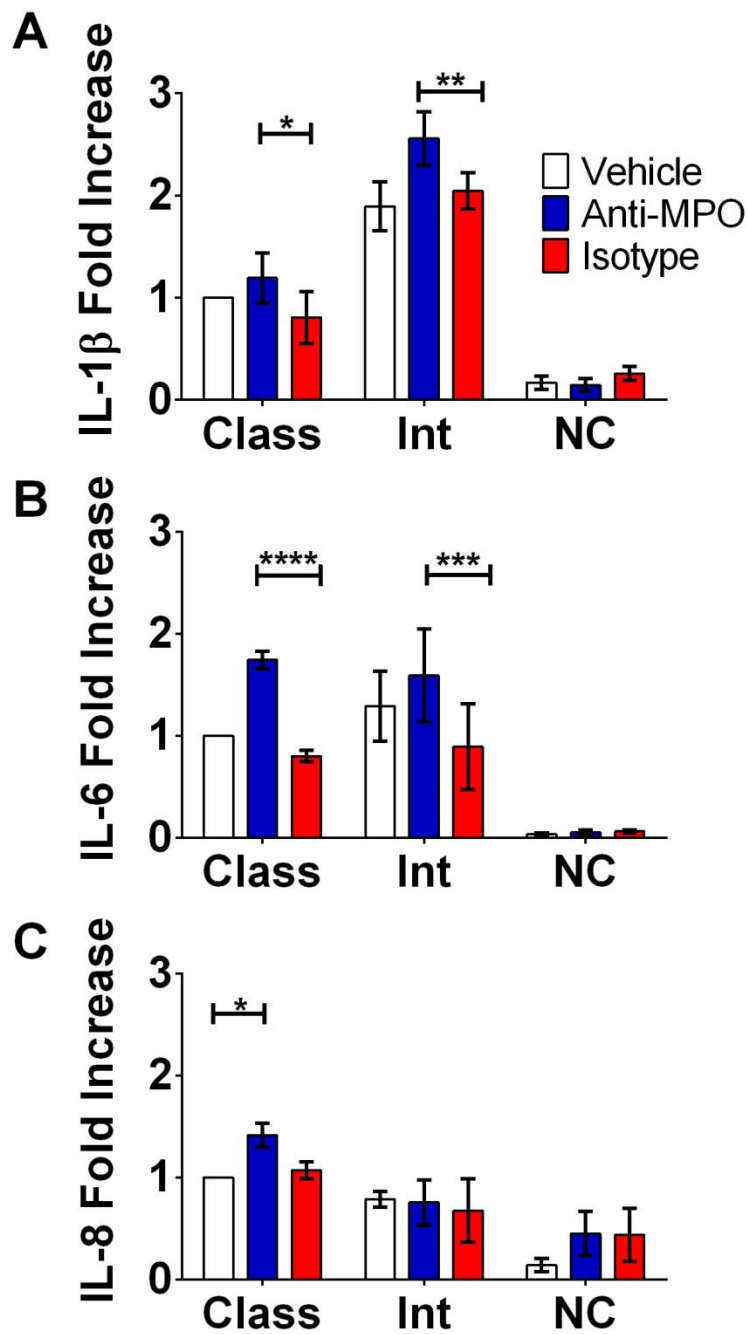 A
IL-1β Fold Increase
3
2
1
0
*
**
Vehicle
Anti-MPO
Isotype
Class Int NC
B
IL-6 Fold Increase
3
2
1
0
****
***
Class Int NC
C
IL-8 Fold Increase
3
2
1
0
*
Class Int NC